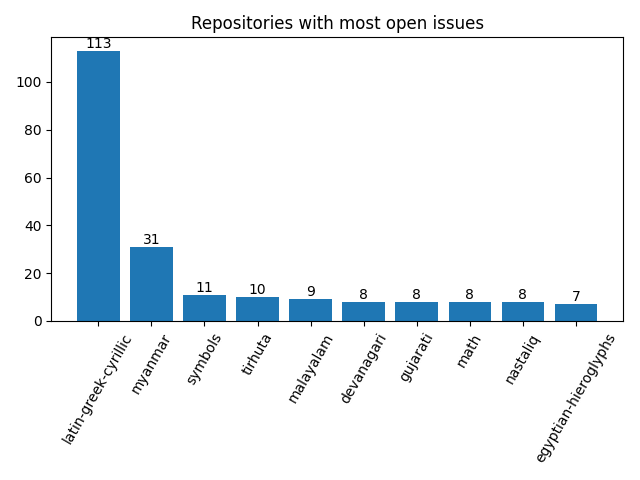 Repositories with most open issues
113
100
80
60
40
31
20
11
10
9
8
8
8
8
7
0
latin-greek-cyrillic
myanmar
symbols
tirhuta
malayalam
devanagari
gujarati
math
nastaliq
egyptian-hieroglyphs